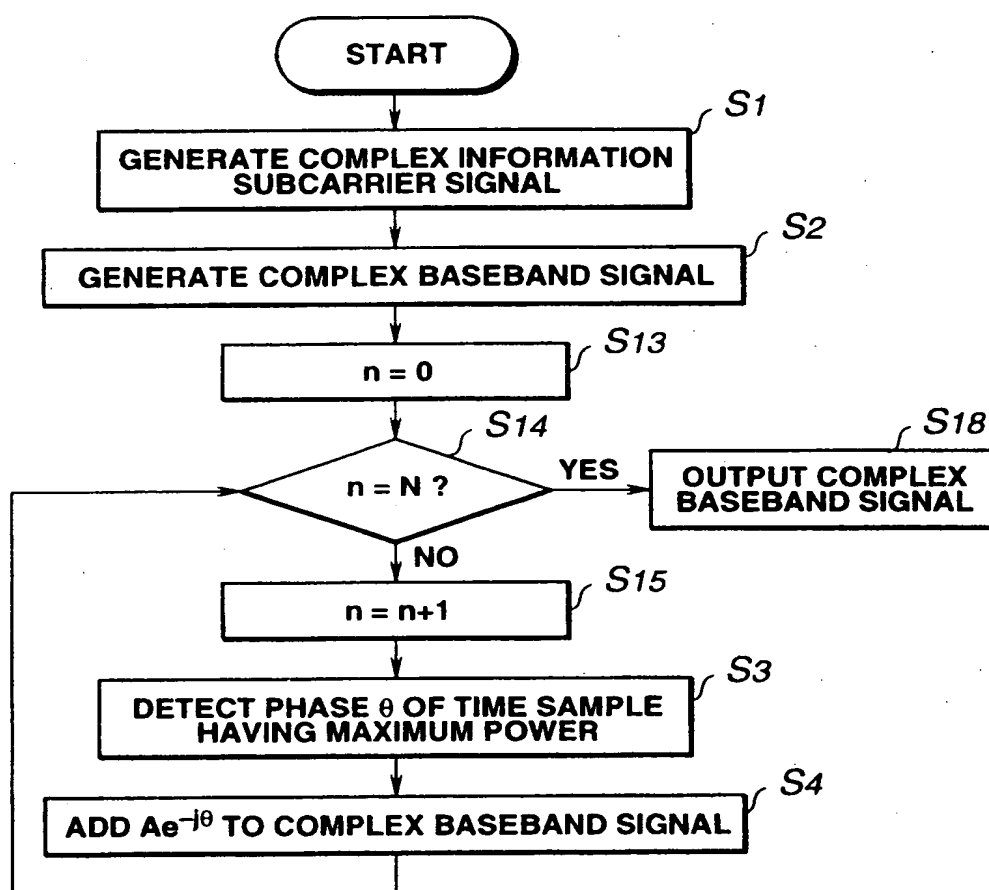 START
S1
GENERATE COMPLEX INFORMATION
SUBCARRIER SIGNAL
S2
GENERATE COMPLEX BASEBAND SIGNAL
S13
n = 0
S14
n = N ?
YES
S18
OUTPUT COMPLEX
BASEBAND SIGNAL
NO
S15
n = n+1
S3
DETECT PHASE θ OF TIME SAMPLE
HAVING MAXIMUM POWER
S4
ADD Ae⁻ʲᶿ TO COMPLEX BASEBAND SIGNAL